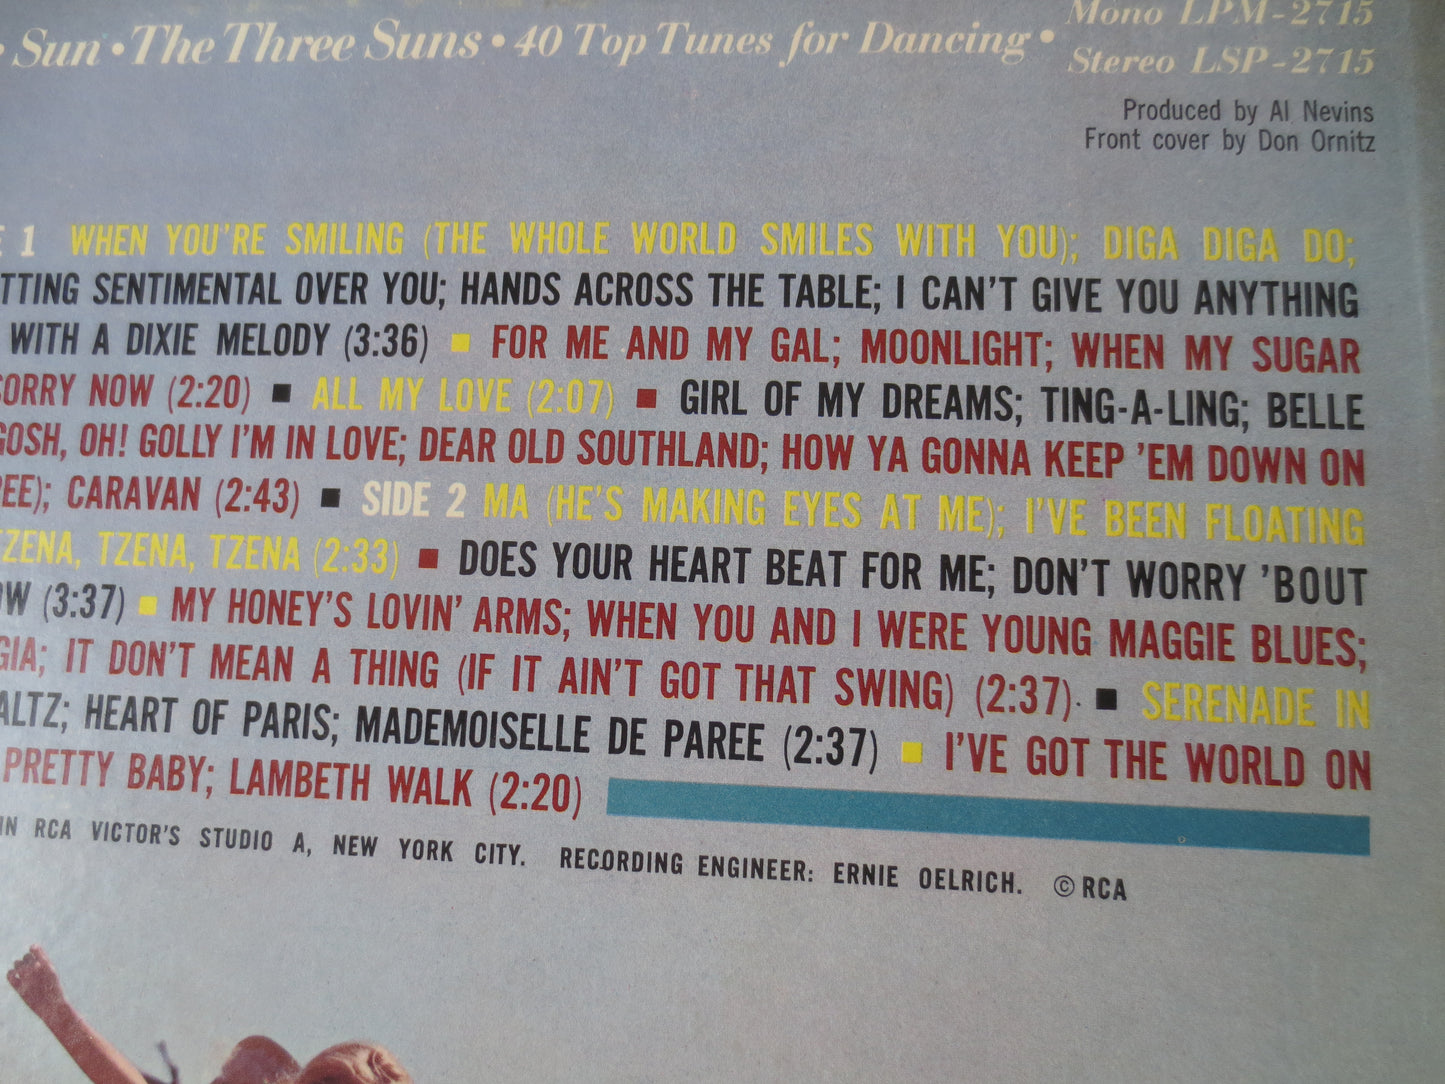 Sun • The Three Suns • 40 Top Tunes for Dancing •
Mono LPM-2715
Stereo LSP-2715
Produced by Al Nevins
Front cover by Don Ornitz
1 WHEN YOU'RE SMILING (THE WHOLE WORLD SMILES WITH YOU); DIGA DIGA DO;
TTING SENTIMENTAL OVER YOU; HANDS ACROSS THE TABLE; I CAN'T GIVE YOU ANYTHING
WITH A DIXIE MELODY (3:36) ■ FOR ME AND MY GAL; MOONLIGHT; WHEN MY SUGAR
SORRY NOW (2:20) ■ ALL MY LOVE (2:07) ■ GIRL OF MY DREAMS; TING-A-LING; BELLE
GOSH, OH! GOLLY I'M IN LOVE; DEAR OLD SOUTHLAND; HOW YA GONNA KEEP 'EM DOWN ON
REE); CARAVAN (2:43) ■ SIDE 2 MA (HE'S MAKING EYES AT ME); I'VE BEEN FLOATING
TZENA, TZENA, TZENA (2:33) ■ DOES YOUR HEART BEAT FOR ME; DON'T WORRY 'BOUT
OW (3:37) ■ MY HONEY'S LOVIN' ARMS; WHEN YOU AND I WERE YOUNG MAGGIE BLUES;
GIA; IT DON'T MEAN A THING (IF IT AIN'T GOT THAT SWING) (2:37) ■ SERENADE IN
ALTZ; HEART OF PARIS; MADEMOISELLE DE PAREE (2:37) ■ I'VE GOT THE WORLD ON
PRETTY BABY; LAMBETH WALK (2:20)
IN RCA VICTOR'S STUDIO A, NEW YORK CITY. RECORDING ENGINEER: ERNIE OELRICH. © RCA